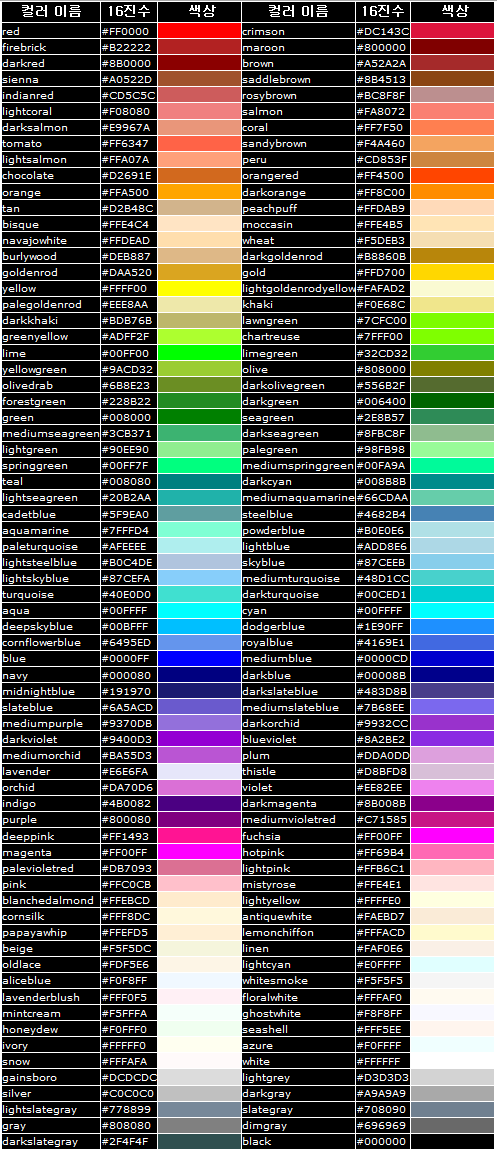 컬러 이름 16진수 색상 컬러 이름 16진수 색상
red #FF0000 crimson #DC143C
firebrick #B22222 maroon #800000
darkred #8B0000 brown #A52A2A
sienna #A0522D saddlebrown #8B4513
indianred #CD5C5C rosybrown #BC8F8F
lightcoral #F08080 salmon #FA8072
darksalmon #E9967A coral #FF7F50
tomato #FF6347 sandybrown #F4A460
lightsalmon #FFA07A peru #CD853F
chocolate #D2691E orangered #FF4500
orange #FFA500 darkorange #FF8C00
tan #D2B48C peachpuff #FFDAB9
bisque #FFE4C4 moccasin #FFE4B5
navajowhite #FFDEAD wheat #F5DEB3
burlywood #DEB887 darkgoldenrod #B8860B
goldenrod #DAA520 gold #FFD700
yellow #FFFF00 lightgoldenrodyellow #FAFAD2
palegoldenrod #EEE8AA khaki #F0E68C
darkkhaki #BDB76B lawngreen #7CFC00
greenyellow #ADFF2F chartreuse #7FFF00
lime #00FF00 limegreen #32CD32
yellowgreen #9ACD32 olive #808000
olivedrab #6B8E23 darkolivegreen #556B2F
forestgreen #228B22 darkgreen #006400
green #008000 seagreen #2E8B57
mediumseagreen #3CB371 darkseagreen #8FBC8F
lightgreen #90EE90 palegreen #98FB98
springgreen #00FF7F mediumspringgreen #00FA9A
teal #008080 darkcyan #008B8B
lightseagreen #20B2AA mediumaquamarine #66CDAA
cadetblue #5F9EA0 steelblue #4682B4
aquamarine #7FFFD4 powderblue #B0E0E6
paleturquoise #AFEEEE lightblue #ADD8E6
lightsteelblue #B0C4DE skyblue #87CEEB
lightskyblue #87CEFA mediumturquoise #48D1CC
turquoise #40E0D0 darkturquoise #00CED1
aqua #00FFFF cyan #00FFFF
deepskyblue #00BFFF dodgerblue #1E90FF
cornflowerblue #6495ED royalblue #4169E1
blue #0000FF mediumblue #0000CD
navy #000080 darkblue #00008B
midnightblue #191970 darkslateblue #483D8B
slateblue #6A5ACD mediumslateblue #7B68EE
mediumpurple #9370DB darkorchid #9932CC
darkviolet #9400D3 blueviolet #8A2BE2
mediumorchid #BA55D3 plum #DDA0DD
lavender #E6E6FA thistle #D8BFD8
orchid #DA70D6 violet #EE82EE
indigo #4B0082 darkmagenta #8B008B
purple #800080 mediumvioletred #C71585
deeppink #FF1493 fuchsia #FF00FF
magenta #FF00FF hotpink #FF69B4
palevioletred #DB7093 lightpink #FFB6C1
pink #FFC0CB mistyrose #FFE4E1
blanchedalmond #FFEBCD lightyellow #FFFFE0
cornsilk #FFF8DC antiquewhite #FAEBD7
papayawhip #FFEFD5 lemonchiffon #FFFACD
beige #F5F5DC linen #FAF0E6
oldlace #FDF5E6 lightcyan #E0FFFF
aliceblue #F0F8FF whitesmoke #F5F5F5
lavenderblush #FFF0F5 floralwhite #FFFAF0
mintcream #F5FFFA ghostwhite #F8F8FF
honeydew #F0FFF0 seashell #FFF5EE
ivory #FFFFF0 azure #F0FFFF
snow #FFFAFA white #FFFFFF
gainsboro #DCDCDC lightgrey #D3D3D3
silver #C0C0C0 darkgray #A9A9A9
lightslategray #778899 slategray #708090
gray #808080 dimgray #696969
darkslategray #2F4F4F black #000000